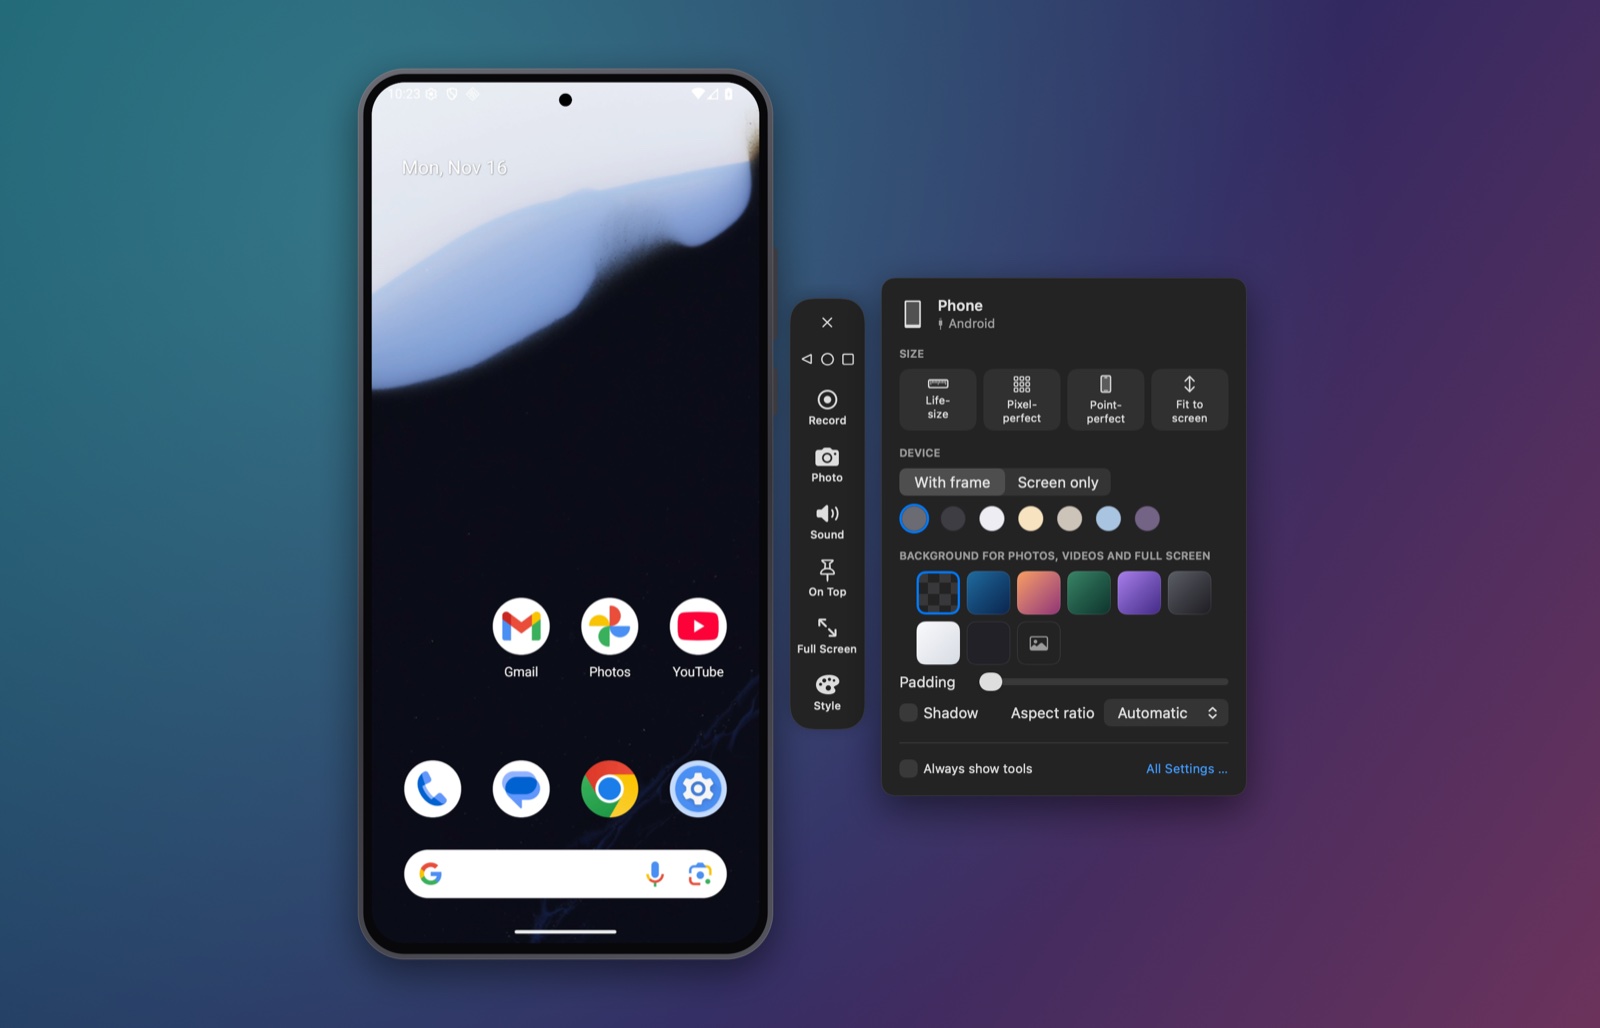 10:23
Mon, Nov 16
Gmail
Photos
YouTube
Record
Photo
Sound
On Top
Full Screen
Style
Phone
Android
SIZE
Life-
size
Pixel-
perfect
Point-
perfect
Fit to
screen
DEVICE
With frame
Screen only
BACKGROUND FOR PHOTOS, VIDEOS AND FULL SCREEN
Padding
Shadow
Aspect ratio
Automatic
Always show tools
All Settings ...